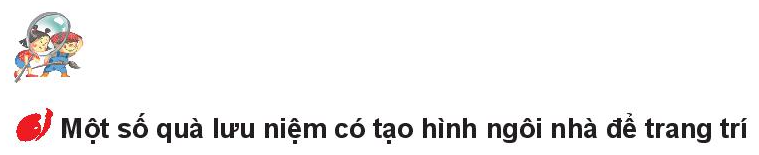 Một số quà lưu niệm có tạo hình ngôi nhà để trang trí